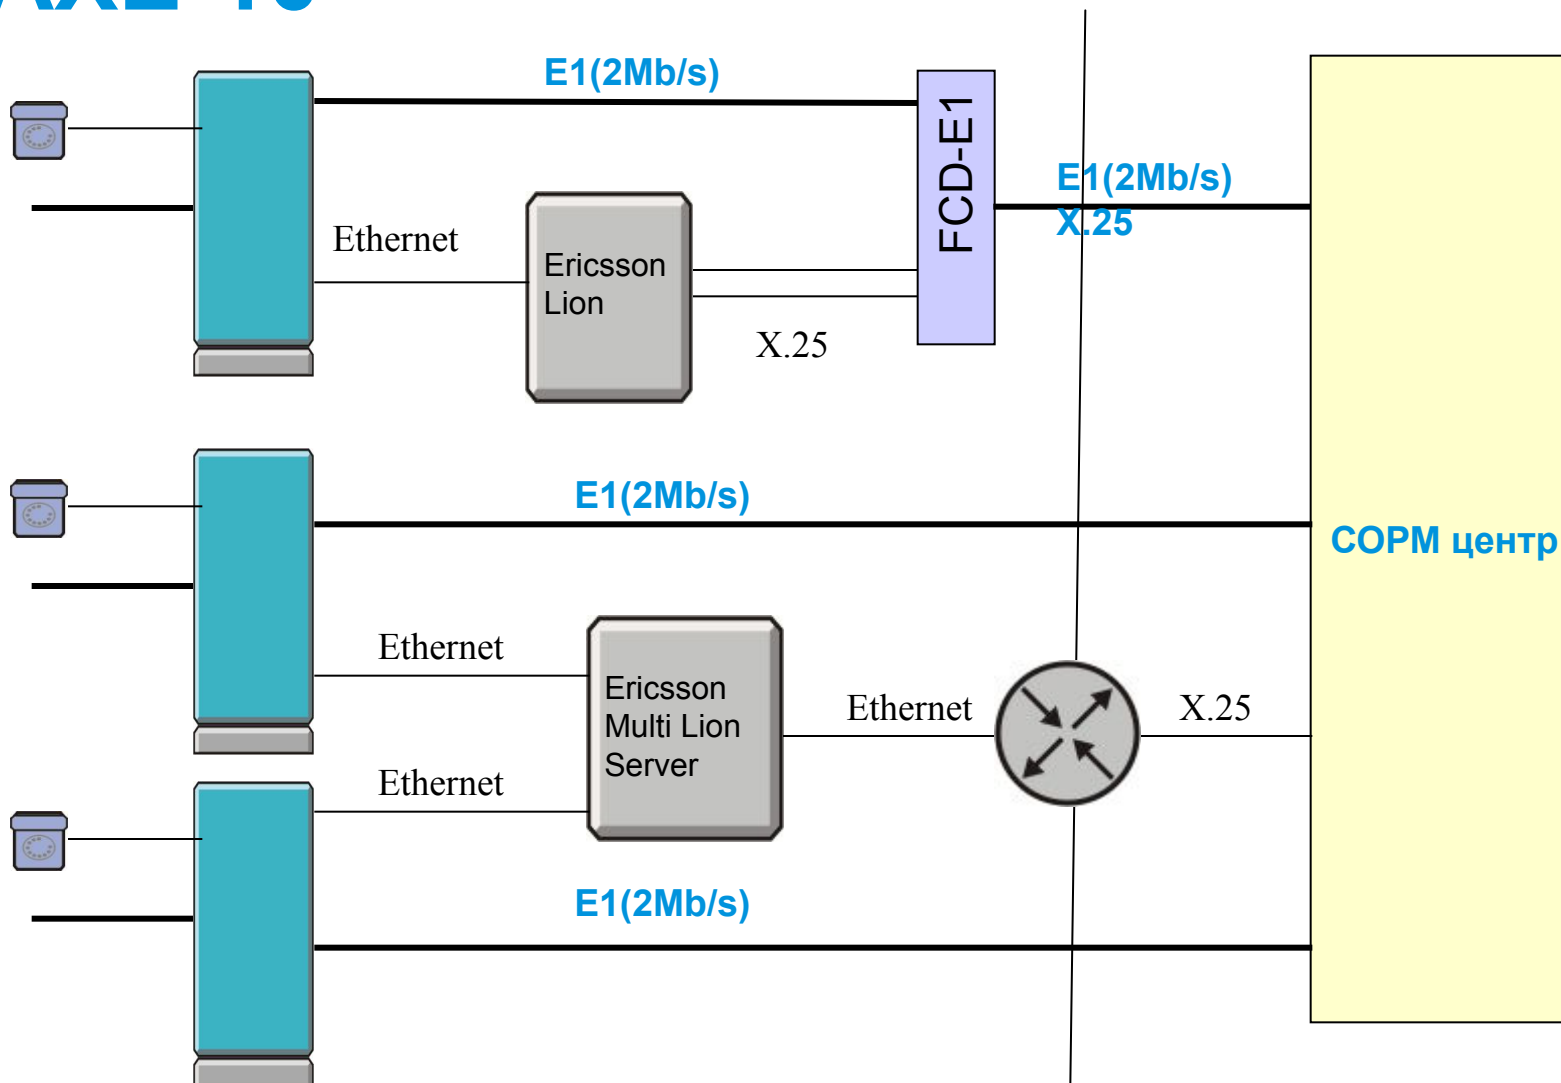 E1(2Mb/s)
FCD-E1
E1(2Mb/s)
X.25
Ethernet
Ericsson
Lion
X.25
E1(2Mb/s)
СОРМ центр
Ethernet
Ericsson
Multi Lion
Server
Ethernet
X.25
Ethernet
E1(2Mb/s)